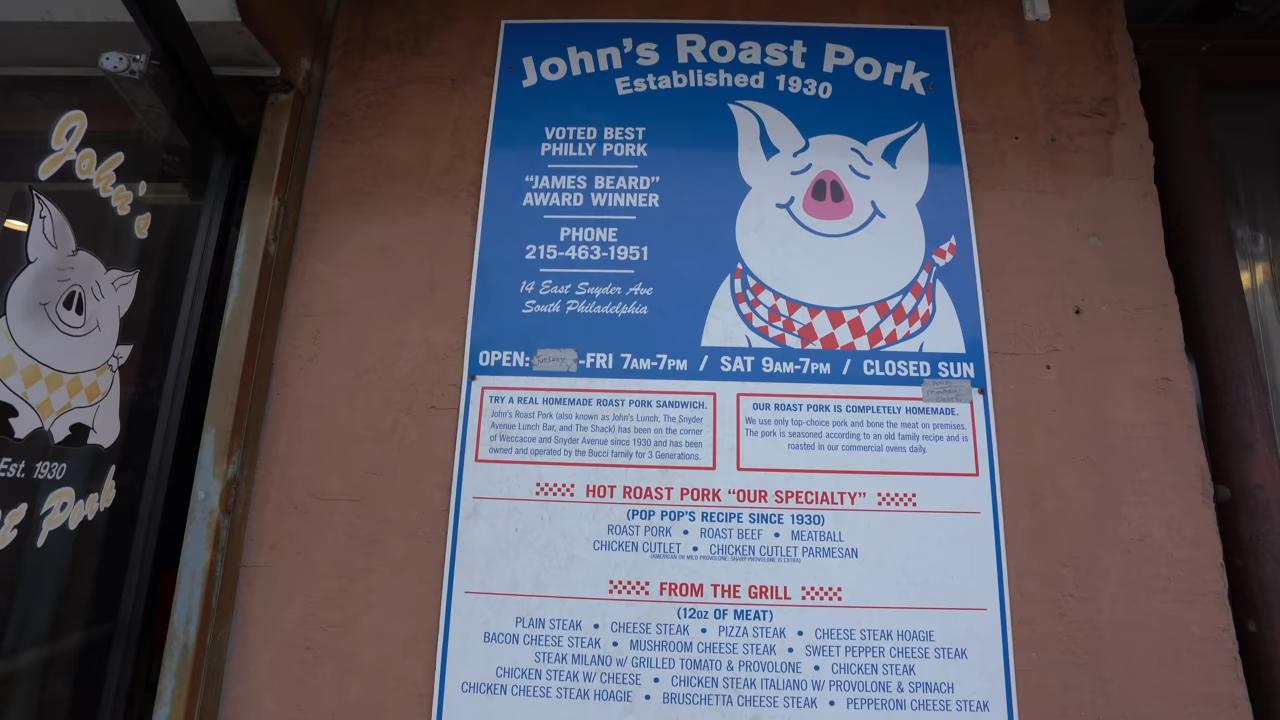 John's
Est. 1930
Pork
John's Roast Pork
Established 1930
VOTED BEST
PHILLY PORK
"JAMES BEARD"
AWARD WINNER
PHONE
215-463-1951
14 East Snyder Ave
South Philadelphia
OPEN: -FRI 7AM-7PM / SAT 9AM-7PM / CLOSED SUN
TRY A REAL HOMEMADE ROAST PORK SANDWICH.
John's Roast Pork (also known as John's Lunch, The Snyder
Avenue Lunch Bar, and The Shack) has been on the corner
of Weccacoe and Snyder Avenue since 1930 and has been
owned and operated by the Bucci family for 3 Generations.
OUR ROAST PORK IS COMPLETELY HOMEMADE.
We use only top-choice pork and bone the meat on premises.
The pork is seasoned according to an old family recipe and is
roasted in our commercial ovens daily.
HOT ROAST PORK "OUR SPECIALTY"
(POP POP'S RECIPE SINCE 1930)
ROAST PORK • ROAST BEEF • MEATBALL
CHICKEN CUTLET • CHICKEN CUTLET PARMESAN
(AMERICAN OR MILD PROVOLONE, SHARP PROVOLONE IS EXTRA)
FROM THE GRILL
(12oz OF MEAT)
PLAIN STEAK • CHEESE STEAK • PIZZA STEAK • CHEESE STEAK HOAGIE
BACON CHEESE STEAK • MUSHROOM CHEESE STEAK • SWEET PEPPER CHEESE STEAK
STEAK MILANO w/ GRILLED TOMATO & PROVOLONE • CHICKEN STEAK
CHICKEN STEAK W/ CHEESE • CHICKEN STEAK ITALIANO W/ PROVOLONE & SPINACH
CHICKEN CHEESE STEAK HOAGIE • BRUSCHETTA CHEESE STEAK • PEPPERONI CHEESE STEAK